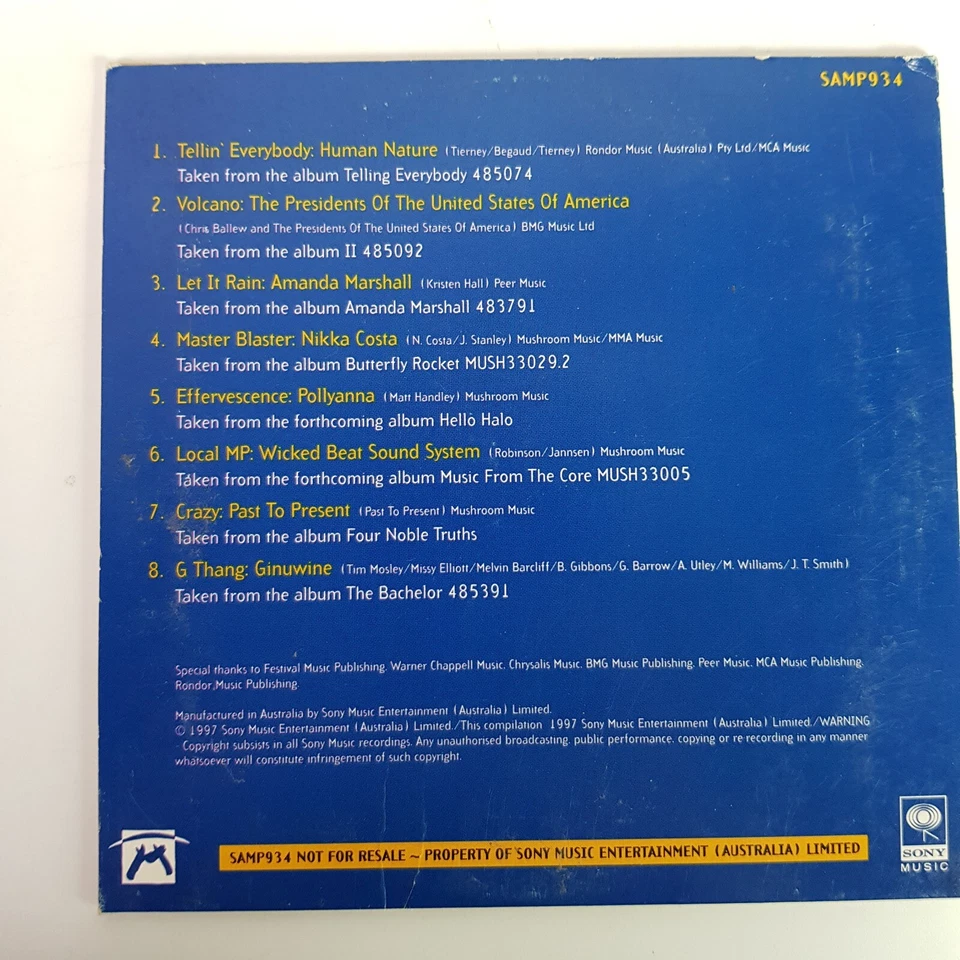 SAMP934
1. Tellin' Everybody: Human Nature (Tierney/Begaud/Tierney) Rondor Music (Australia) Pty Ltd/MCA Music
Taken from the album Telling Everybody 485074
2. Volcano: The Presidents Of The United States Of America
(Chris Ballew and The Presidents Of The United States Of America) BMG Music Ltd
Taken from the album II 485092
3. Let It Rain: Amanda Marshall (Kristen Hall) Peer Music
Taken from the album Amanda Marshall 483791
4. Master Blaster: Nikka Costa (N. Costa/J. Stanley) Mushroom Music/MMA Music
Taken from the album Butterfly Rocket MUSH33029.2
5. Effervescence: Pollyanna (Matt Handley) Mushroom Music
Taken from the forthcoming album Hello Halo
6. Local MP: Wicked Beat Sound System (Robinson/Jannsen) Mushroom Music
Taken from the forthcoming album Music From The Core MUSH33005
7. Crazy: Past To Present (Past To Present) Mushroom Music
Taken from the album Four Noble Truths
8. G Thang: Ginuwine (Tim Mosley/Missy Elliott/Melvin Barcliff/B. Gibbons/G. Barrow/A. Utley/M. Williams/J. T. Smith)
Taken from the album The Bachelor 485391
Special thanks to Festival Music Publishing, Warner Chappell Music, Chrysalis Music, BMG Music Publishing, Peer Music, MCA Music Publishing,
Rondor Music Publishing.
Manufactured in Australia by Sony Music Entertainment (Australia) Limited.
© 1997 Sony Music Entertainment (Australia) Limited./This compilation 1997 Sony Music Entertainment (Australia) Limited./WARNING
- Copyright subsists in all Sony Music recordings. Any unauthorised broadcasting, public performance, copying or re recording in any manner
whatsoever will constitute infringement of such copyright.
SAMP934 NOT FOR RESALE ~ PROPERTY OF SONY MUSIC ENTERTAINMENT (AUSTRALIA) LIMITED
SONY
MUSIC